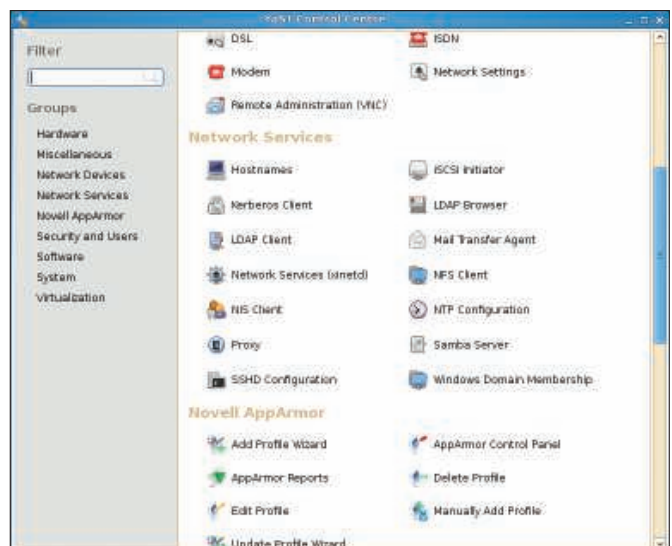 YaST Control Centre
Filter
Groups
Hardware
Miscellaneous
Network Devices
Network Services
Novell AppArmor
Security and Users
Software
System
Virtualization
DSL
ISDN
Modem
Network Settings
Remote Administration (VNC)
Network Services
Hostnames
iSCSI Initiator
Kerberos Client
LDAP Browser
LDAP Client
Mail Transfer Agent
Network Services (xinetd)
NFS Client
NIS Client
NTP Configuration
Proxy
Samba Server
SSHD Configuration
Windows Domain Membership
Novell AppArmor
Add Profile Wizard
AppArmor Control Panel
AppArmor Reports
Delete Profile
Edit Profile
Manually Add Profile
Update Profile Wizard